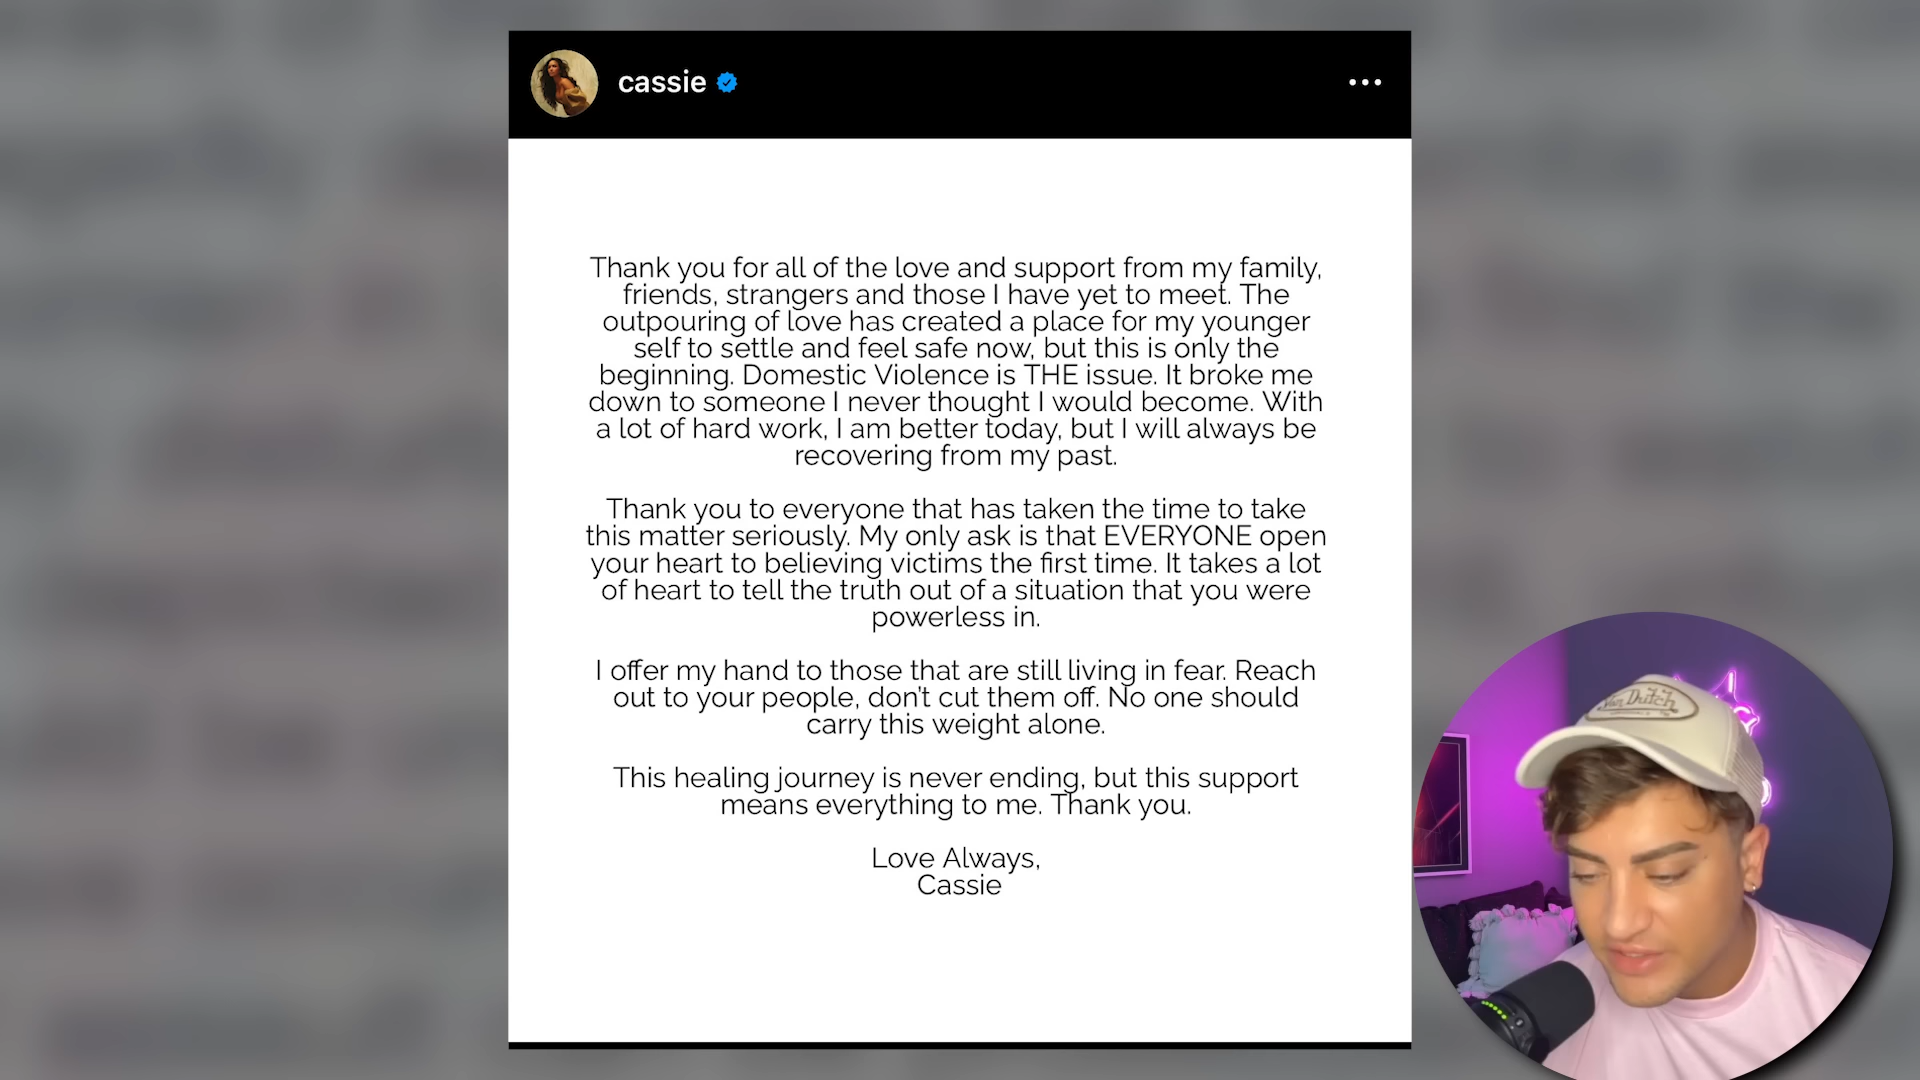 cassie
Thank you for all of the love and support from my family,
friends, strangers and those I have yet to meet. The
outpouring of love has created a place for my younger
self to settle and feel safe now, but this is only the
beginning. Domestic Violence is THE issue. It broke me
down to someone I never thought I would become. With
a lot of hard work, I am better today, but I will always be
recovering from my past.
Thank you to everyone that has taken the time to take
this matter seriously. My only ask is that EVERYONE open
your heart to believing victims the first time. It takes a lot
of heart to tell the truth out of a situation that you were
powerless in.
I offer my hand to those that are still living in fear. Reach
out to your people, don't cut them off. No one should
carry this weight alone.
This healing journey is never ending, but this support
means everything to me. Thank you.
Love Always,
Cassie
Von Dutch